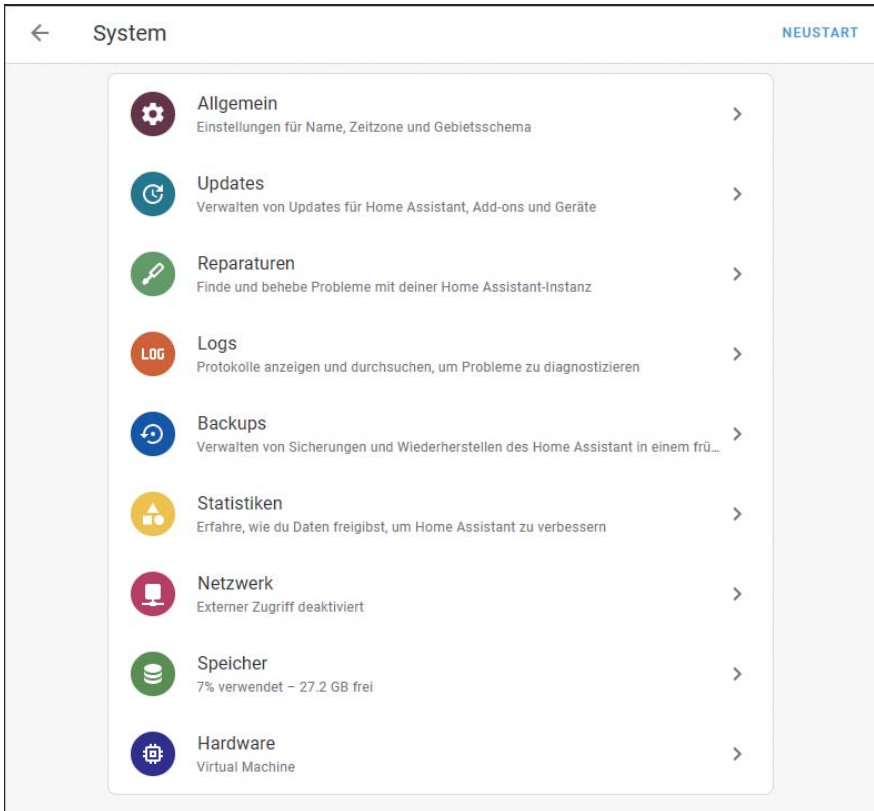 System
NEUSTART
Allgemein
Einstellungen für Name, Zeitzone und Gebietsschema
Updates
Verwalten von Updates für Home Assistant, Add-ons und Geräte
Reparaturen
Finde und behebe Probleme mit deiner Home Assistant-Instanz
LOG
Logs
Protokolle anzeigen und durchsuchen, um Probleme zu diagnostizieren
Backups
Verwalten von Sicherungen und Wiederherstellen des Home Assistant in einem frü...
Statistiken
Erfahre, wie du Daten freigibst, um Home Assistant zu verbessern
Netzwerk
Externer Zugriff deaktiviert
Speicher
7% verwendet – 27.2 GB frei
Hardware
Virtual Machine